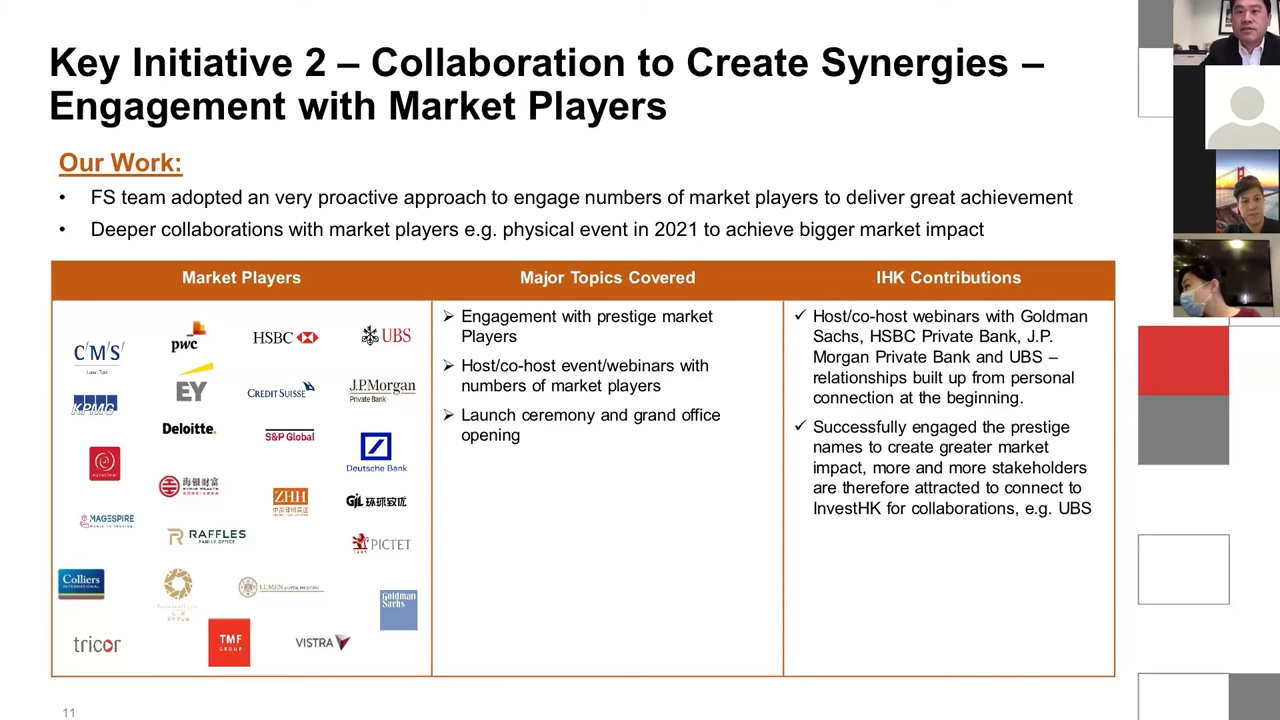 Key Initiative 2 – Collaboration to Create Synergies –
Engagement with Market Players
Our Work:
• FS team adopted an very proactive approach to engage numbers of market players to deliver great achievement
• Deeper collaborations with market players e.g. physical event in 2021 to achieve bigger market impact
Market Players
Major Topics Covered
IHK Contributions
C/M/S/
Law.Tax
pwc
HSBC
UBS
KPMG
EY
CREDIT SUISSE
J.P.Morgan
Private Bank
Deloitte.
S&P Global
Deutsche Bank
海银财富
ZHH
GIL
MAGESPIRE
RAFFLES
FAMILY OFFICE
PICTET
Colliers
INTERNATIONAL
LUMEN
Goldman
Sachs
tricor
TMF
GROUP
VISTRA
➢ Engagement with prestige market
Players
➢ Host/co-host event/webinars with
numbers of market players
➢ Launch ceremony and grand office
opening
✓ Host/co-host webinars with Goldman
Sachs, HSBC Private Bank, J.P.
Morgan Private Bank and UBS –
relationships built up from personal
connection at the beginning.
✓ Successfully engaged the prestige
names to create greater market
impact, more and more stakeholders
are therefore attracted to connect to
InvestHK for collaborations, e.g. UBS
11